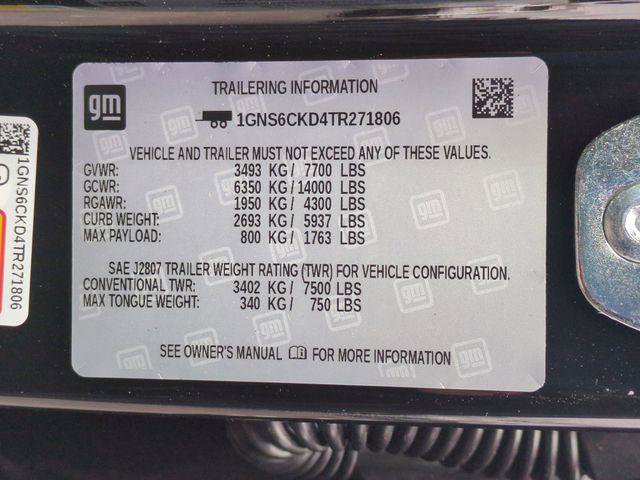 gm
TRAILERING INFORMATION
1GNS6CKD4TR271806
VEHICLE AND TRAILER MUST NOT EXCEED ANY OF THESE VALUES.
GVWR: 3493 KG/ 7700 LBS
GCWR: 6350 KG/14000 LBS
RGAWR: 1950 KG/ 4300 LBS
CURB WEIGHT: 2693 KG/ 5937 LBS
MAX PAYLOAD: 800 KG/ 1763 LBS
SAE J2807 TRAILER WEIGHT RATING (TWR) FOR VEHICLE CONFIGURATION.
CONVENTIONAL TWR: 3402 KG/ 7500 LBS
MAX TONGUE WEIGHT: 340 KG/ 750 LBS
SEE OWNER'S MANUAL FOR MORE INFORMATION
1GNS6CKD4TR271806